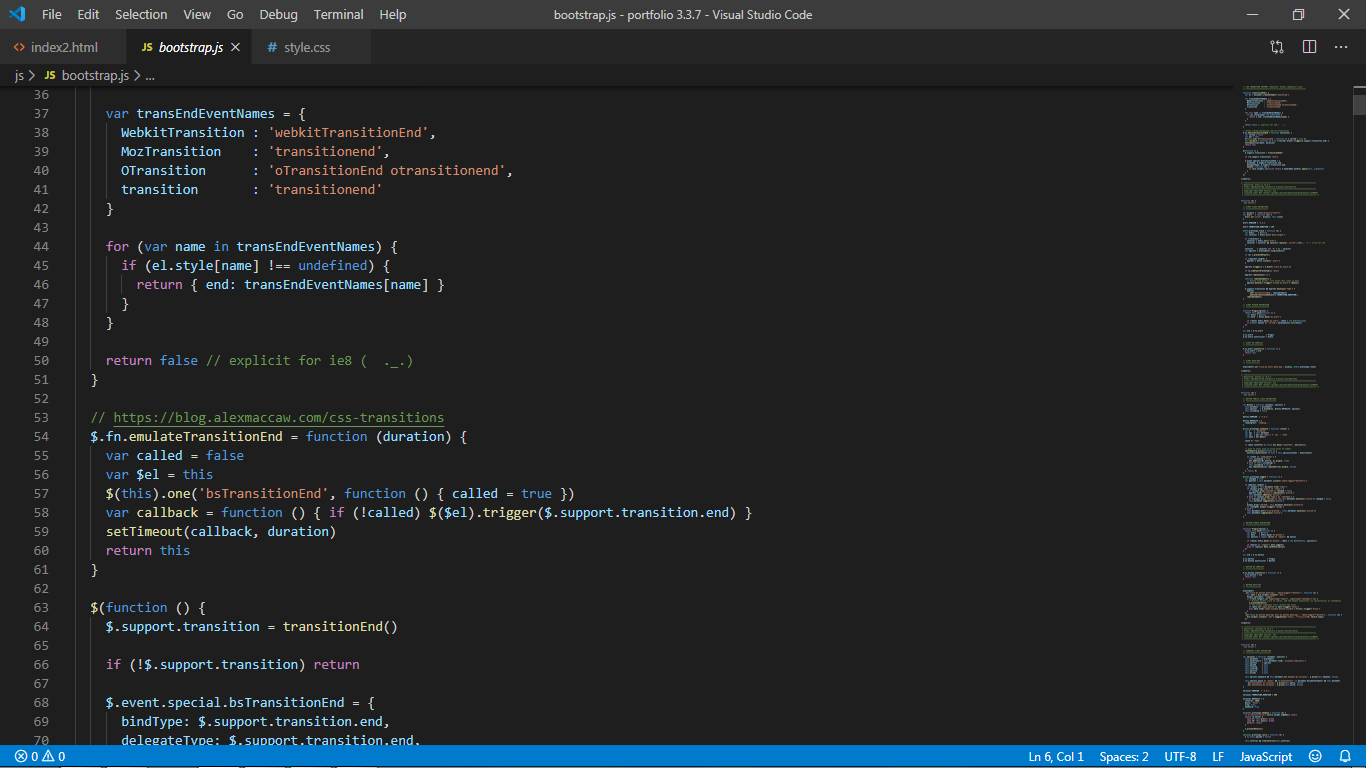 File Edit Selection View Go Debug Terminal Help bootstrap.js - portfolio 3.3.7 - Visual Studio Code
<> index2.html JS bootstrap.js × # style.css ···
js > JS bootstrap.js > ...
36
37 var transEndEventNames = {
38 WebkitTransition : 'webkitTransitionEnd',
39 MozTransition    : 'transitionend',
40 OTransition      : 'oTransitionEnd otransitionend',
41 transition       : 'transitionend'
42 }
43
44 for (var name in transEndEventNames) {
45 if (el.style[name] !== undefined) {
46 return { end: transEndEventNames[name] }
47 }
48 }
49
50 return false // explicit for ie8 (  ._.)
51 }
52
53 // https://blog.alexmaccaw.com/css-transitions
54 $.fn.emulateTransitionEnd = function (duration) {
55 var called = false
56 var $el = this
57 $(this).one('bsTransitionEnd', function () { called = true })
58 var callback = function () { if (!called) $($el).trigger($.support.transition.end) }
59 setTimeout(callback, duration)
60 return this
61 }
62
63 $(function () {
64 $.support.transition = transitionEnd()
65
66 if (!$.support.transition) return
67
68 $.event.special.bsTransitionEnd = {
69 bindType: $.support.transition.end,
70 delegateType: $.support.transition.end,
0 0 Ln 6, Col 1 Spaces: 2 UTF-8 LF JavaScript